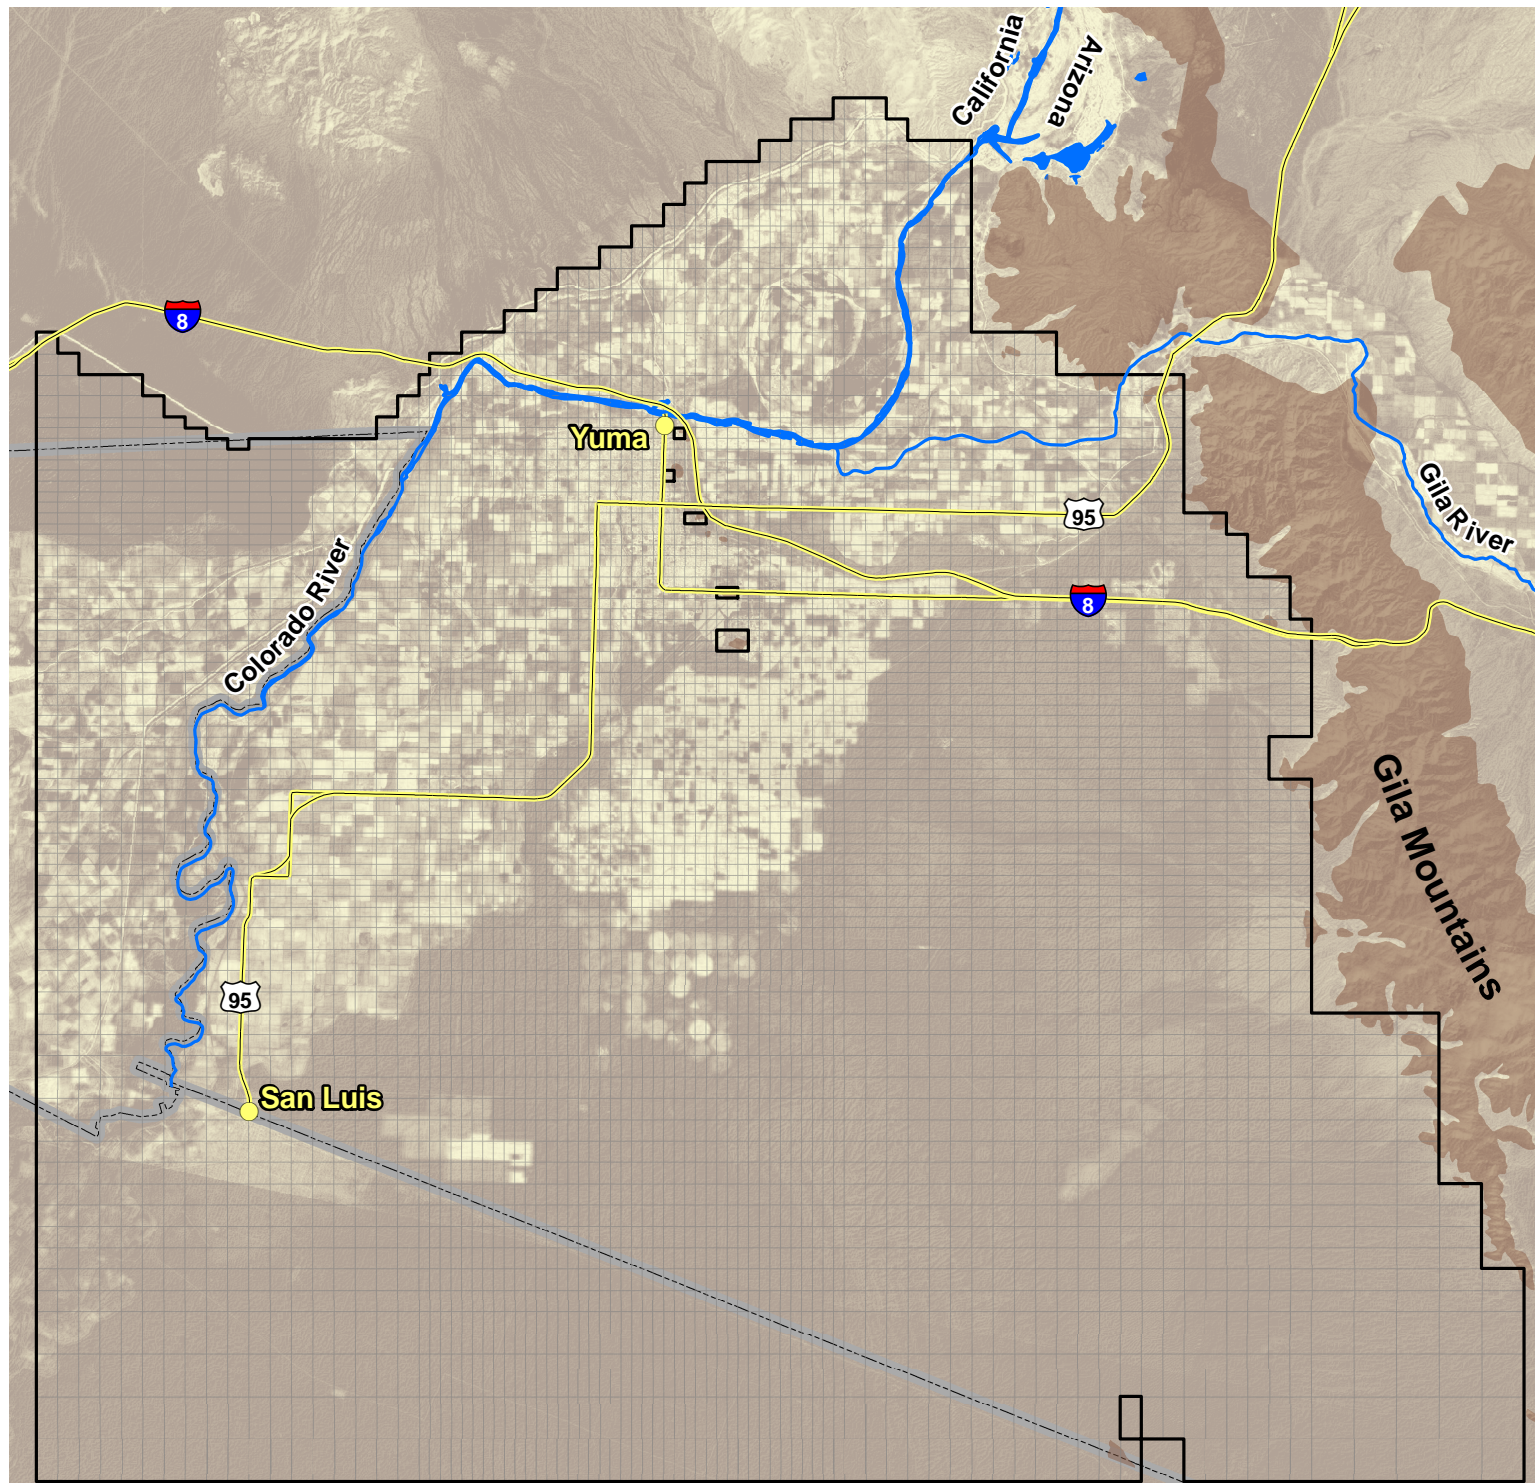 California
Arizona
8
Yuma
95
Gila River
8
Colorado River
Gila Mountains
95
San Luis